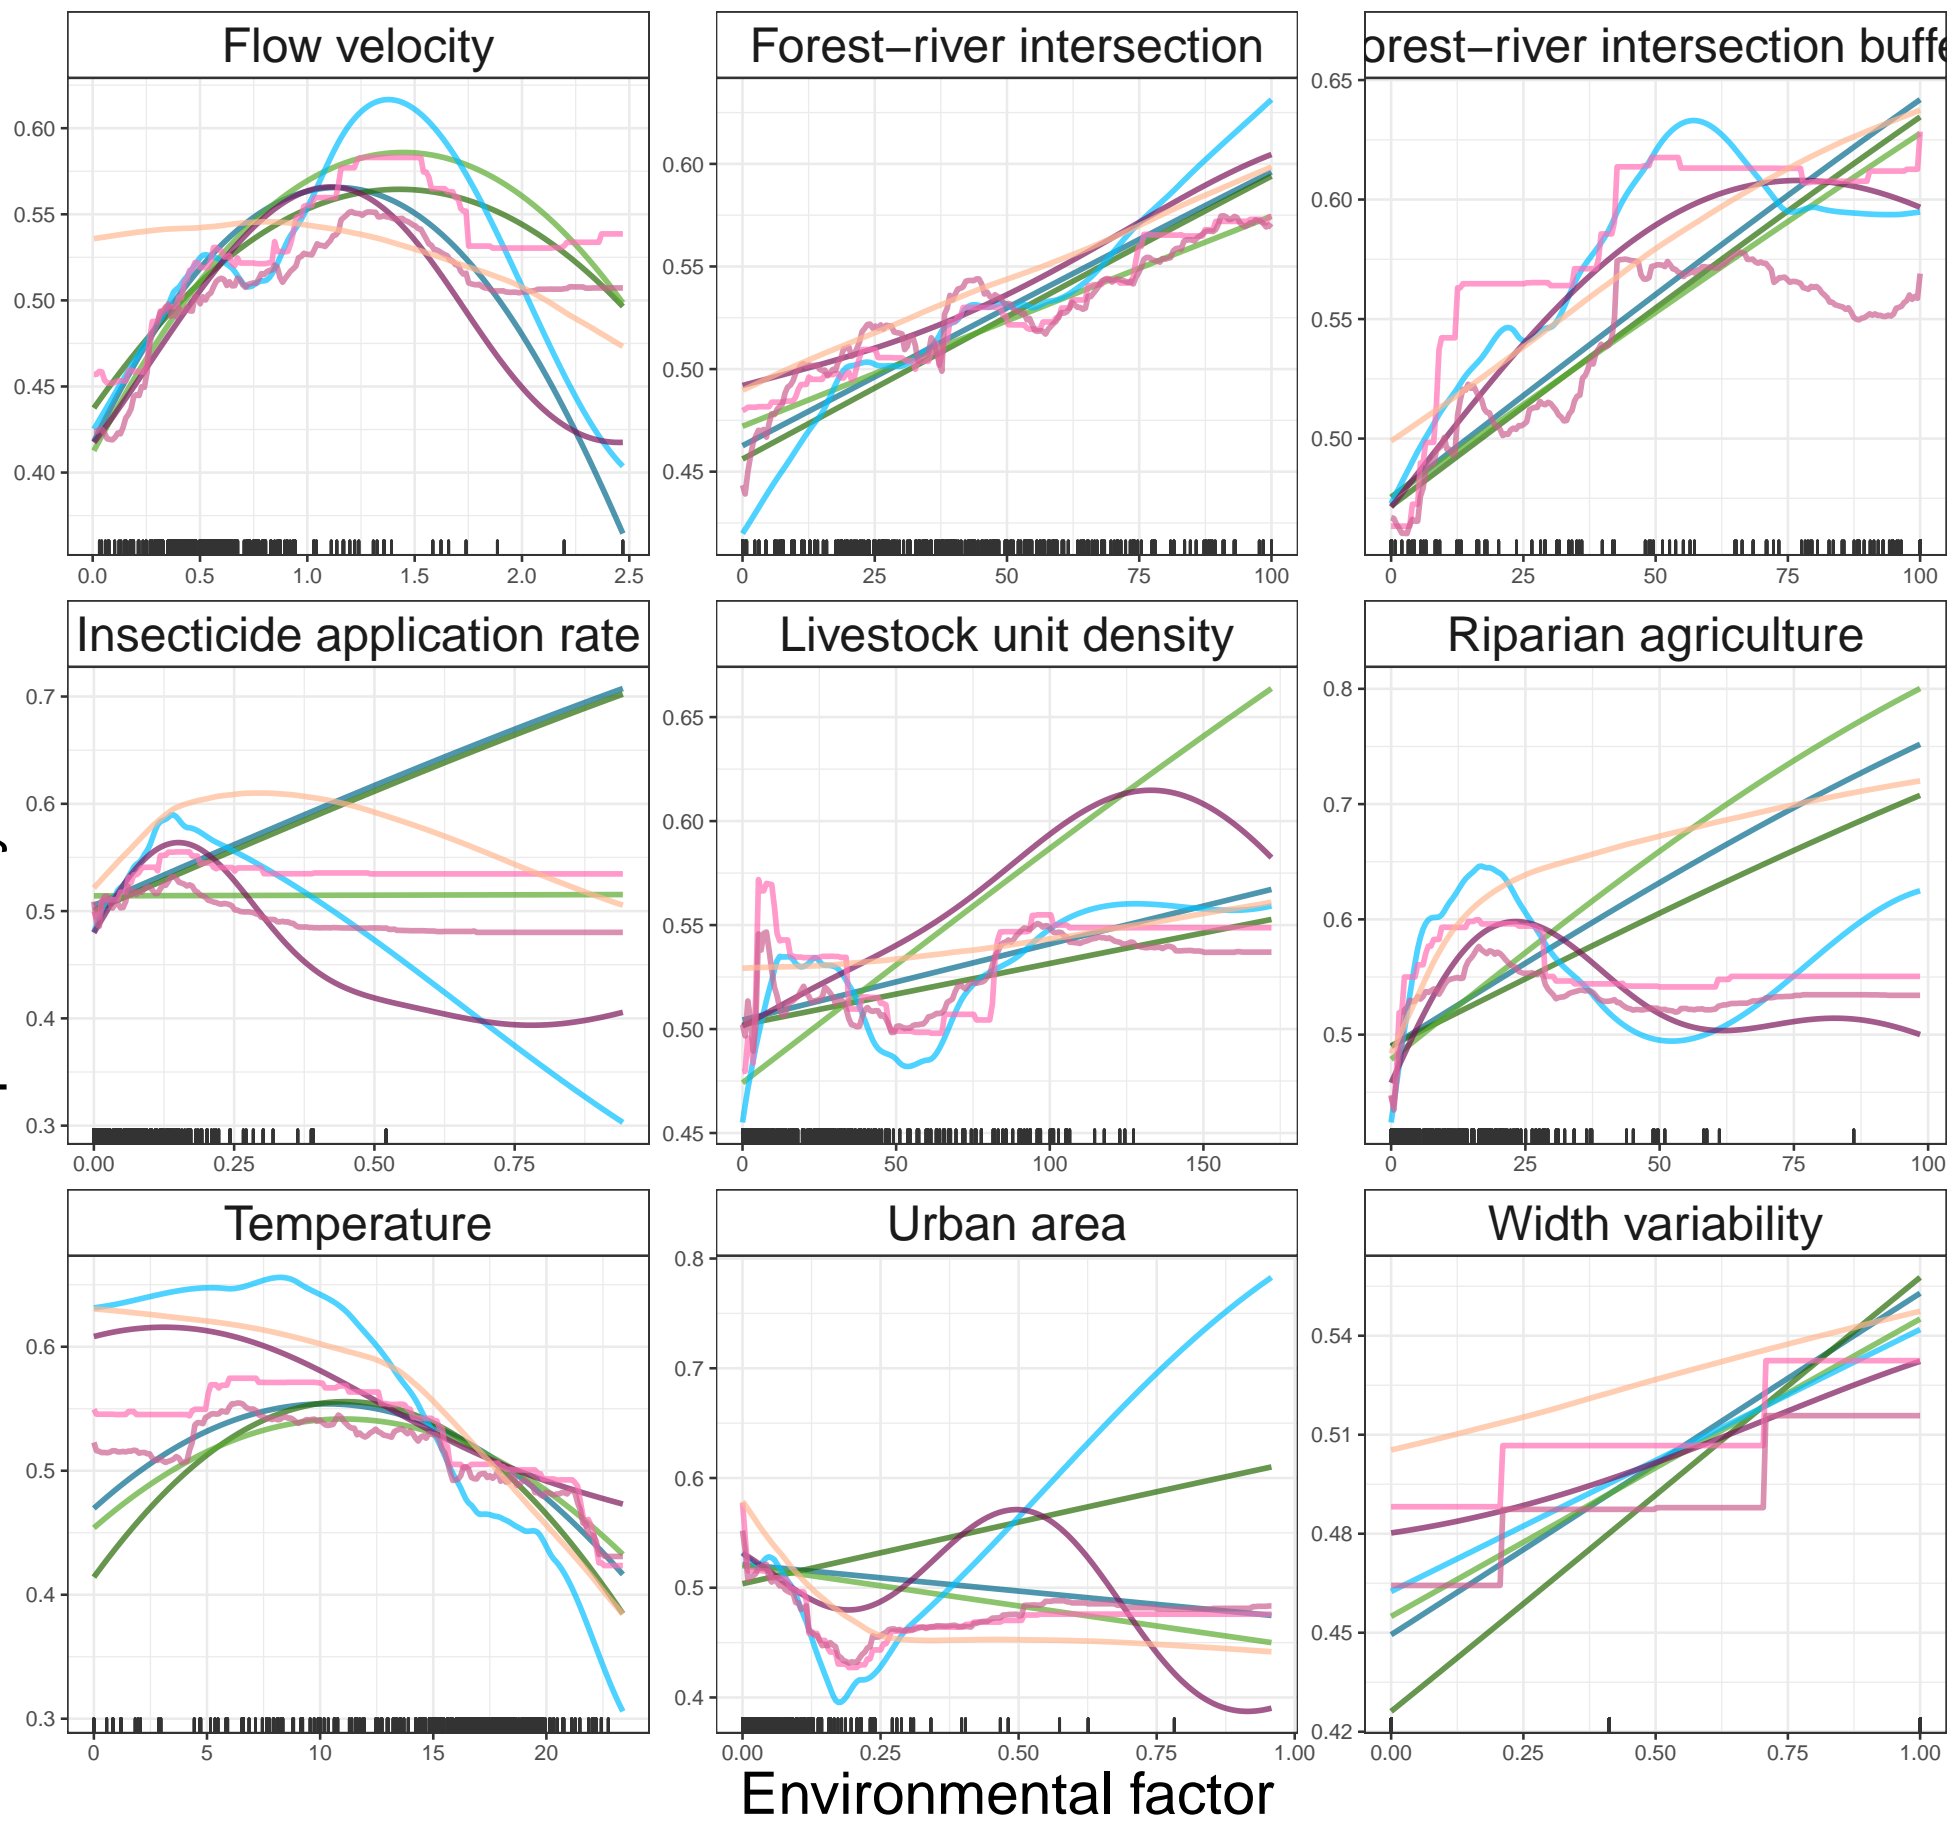 Flow velocity
0.60
0.55
0.50
0.45
0.40
0.0 0.5 1.0 1.5 2.0 2.5
Forest–river intersection
0.60
0.55
0.50
0.45
0 25 50 75 100
orest–river intersection buffe
0.65
0.60
0.55
0.50
0 25 50 75 100
Insecticide application rate
0.7
0.6
0.5
0.4
0.3
0.00 0.25 0.50 0.75
Livestock unit density
0.65
0.60
0.55
0.50
0.45
0 50 100 150
Riparian agriculture
0.8
0.7
0.6
0.5
0 25 50 75 100
Temperature
0.6
0.5
0.4
0.3
0 5 10 15 20
Urban area
0.8
0.7
0.6
0.5
0.4
0.00 0.25 0.50 0.75 1.00
Width variability
0.54
0.51
0.48
0.45
0.42
0.00 0.25 0.50 0.75 1.00
Environmental factor